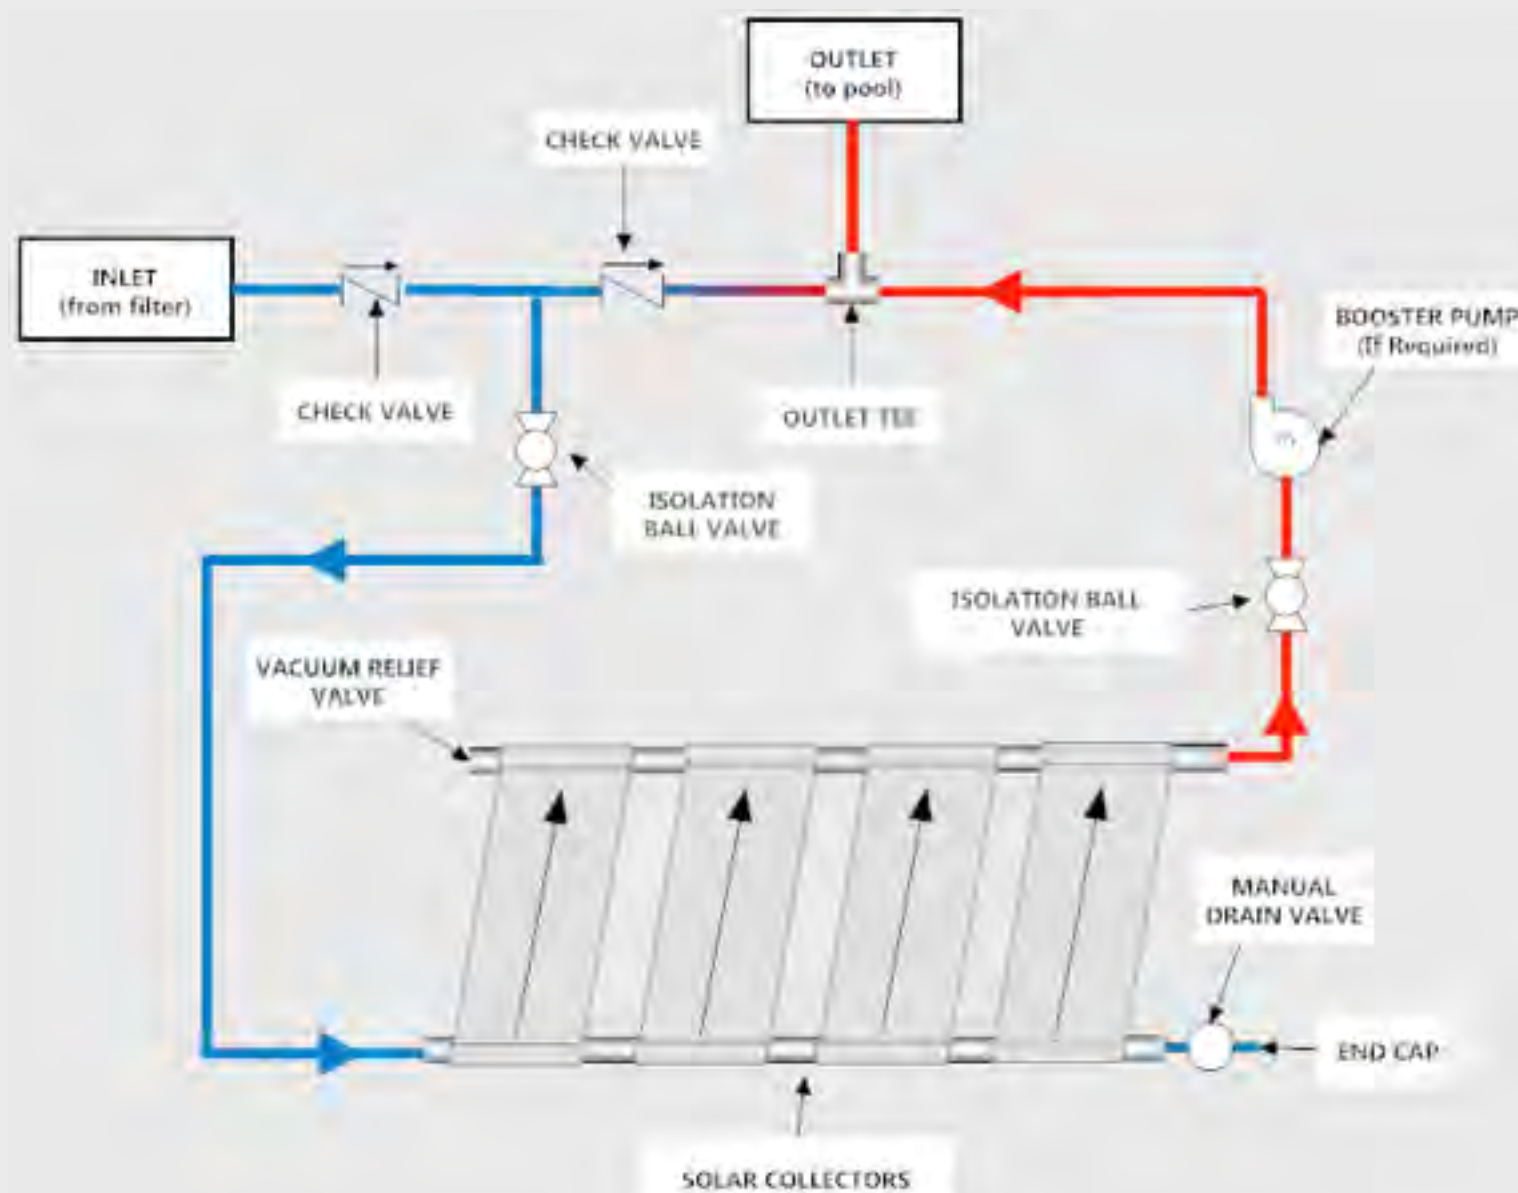 OUTLET
(to pool)
CHECK VALVE
INLET
(from filter)
BOOSTER PUMP
(If Required)
CHECK VALVE
OUTLET TEE
ISOLATION
BALL VALVE
ISOLATION BALL
VALVE
VACUUM RELIEF
VALVE
MANUAL
DRAIN VALVE
END CAP
SOLAR COLLECTORS